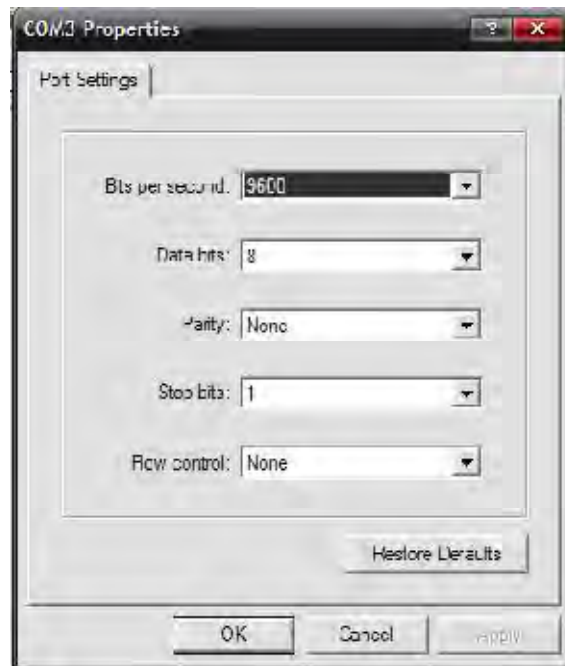 COM3 Properties
Port Settings
Bits per second: 9600
Data bits: 8
Parity: None
Stop bits: 1
Flow control: None
Restore Defaults
OK Cancel Apply